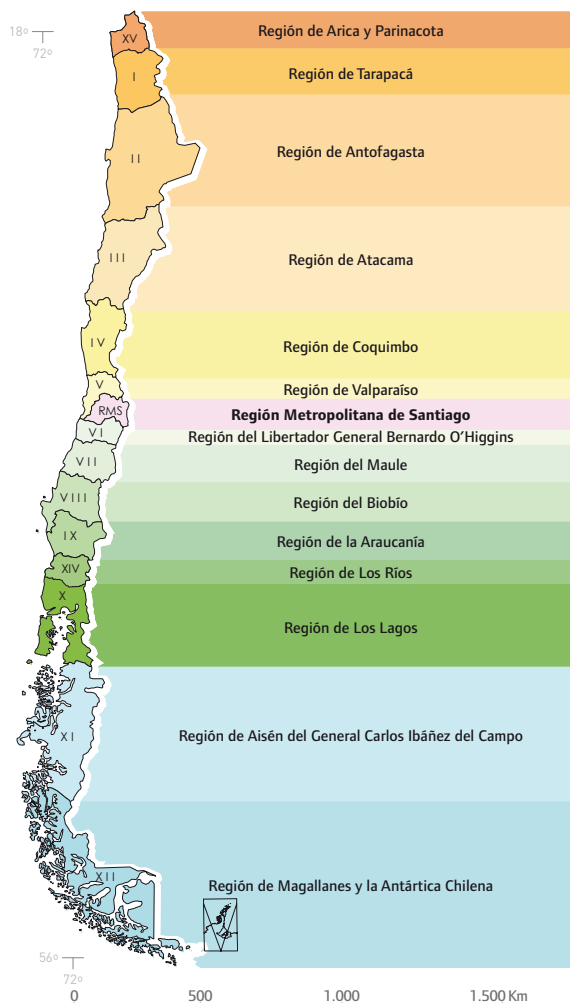 18º
72º
XV
Región de Arica y Parinacota
I
Región de Tarapacá
II
Región de Antofagasta
III
Región de Atacama
IV
Región de Coquimbo
V
Región de Valparaíso
RMS
Región Metropolitana de Santiago
VI
Región del Libertador General Bernardo O’Higgins
VII
Región del Maule
VIII
Región del Biobío
IX
Región de la Araucanía
XIV
Región de Los Ríos
X
Región de Los Lagos
XI
Región de Aisén del General Carlos Ibáñez del Campo
XII
Región de Magallanes y la Antártica Chilena
56º
72º
0 500 1.000 1.500 Km